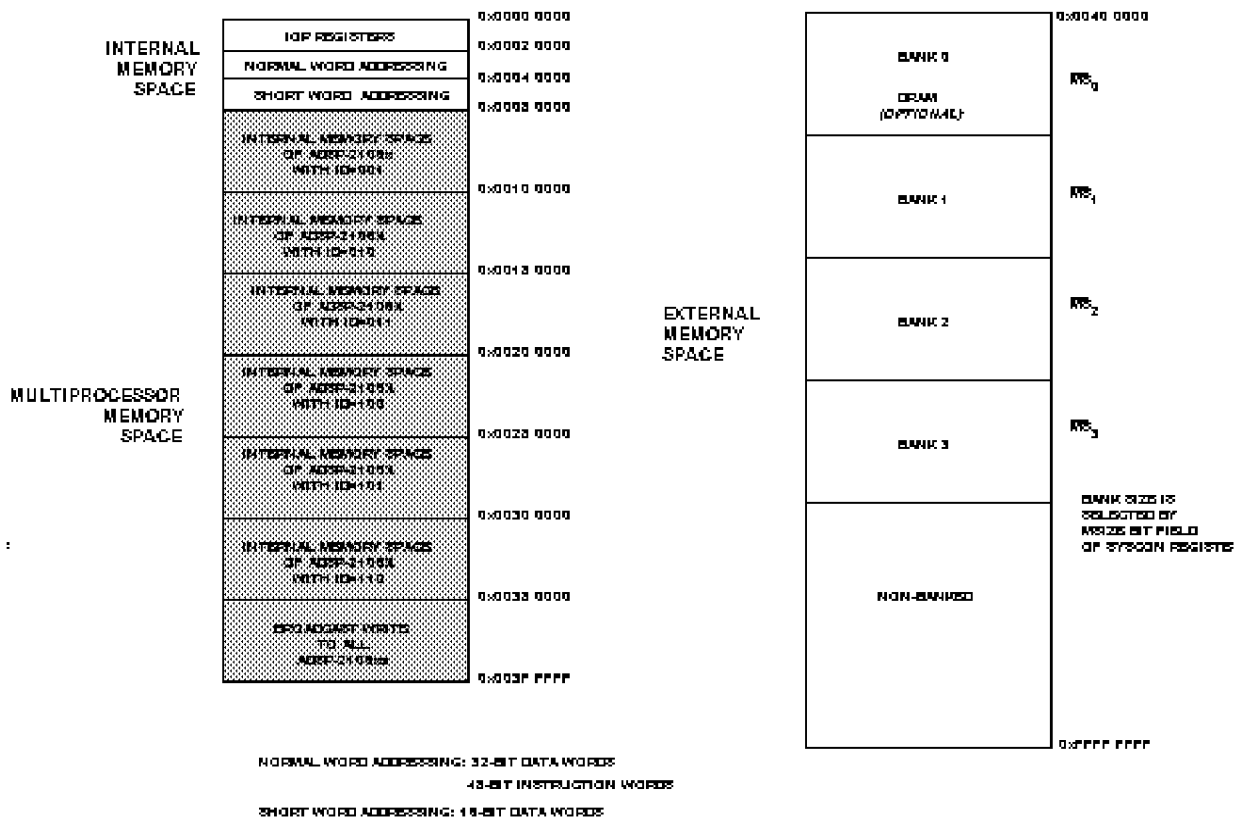 INTERNAL
MEMORY
SPACE
IOP REGISTERS
NORMAL WORD ADDRESSING
SHORT WORD ADDRESSING
0x0000 0000
0x0002 0000
0x0004 0000
0x0008 0000
MULTIPROCESSOR
MEMORY
SPACE
INTERNAL MEMORY SPACE
OF ADSP-2106x
WITH ID=001
0x0010 0000
INTERNAL MEMORY SPACE
OF ADSP-2106X
WITH ID=010
0x0018 0000
INTERNAL MEMORY SPACE
OF ADSP-2106X
WITH ID=011
0x0020 0000
INTERNAL MEMORY SPACE
OF ADSP-2106X
WITH ID=100
0x0028 0000
INTERNAL MEMORY SPACE
OF ADSP-2106X
WITH ID=101
0x0030 0000
:
INTERNAL MEMORY SPACE
OF ADSP-2106X
WITH ID=110
0x0038 0000
BROADCAST WRITE
TO ALL
ADSP-2106xs
0x003F FFFF
EXTERNAL
MEMORY
SPACE
0x0040 0000
BANK 0
DRAM
(OPTIONAL)
MS0
BANK 1
MS1
BANK 2
MS2
BANK 3
MS3
BANK SIZE IS
SELECTED BY
MSIZE BIT FIELD
OF SYSCON REGISTE
NON-BANKED
0xFFFF FFFF
NORMAL WORD ADDRESSING: 32-BIT DATA WORDS
48-BIT INSTRUCTION WORDS
SHORT WORD ADDRESSING: 16-BIT DATA WORDS